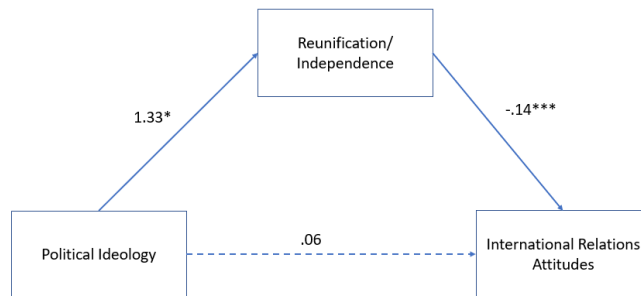 Reunification/
Independence
1.33*
-.14***
Political Ideology
.06
International Relations
Attitudes